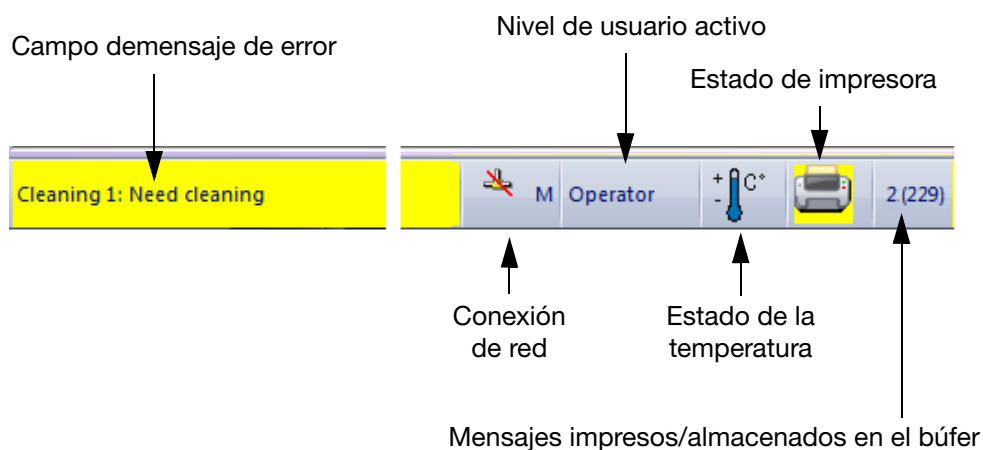 Nivel de usuario activo
Campo demensaje de error
Estado de impresora
Cleaning 1: Need cleaning
M Operator + C° - 2 (229)
Conexión
de red
Estado de la
temperatura
Mensajes impresos/almacenados en el búfer